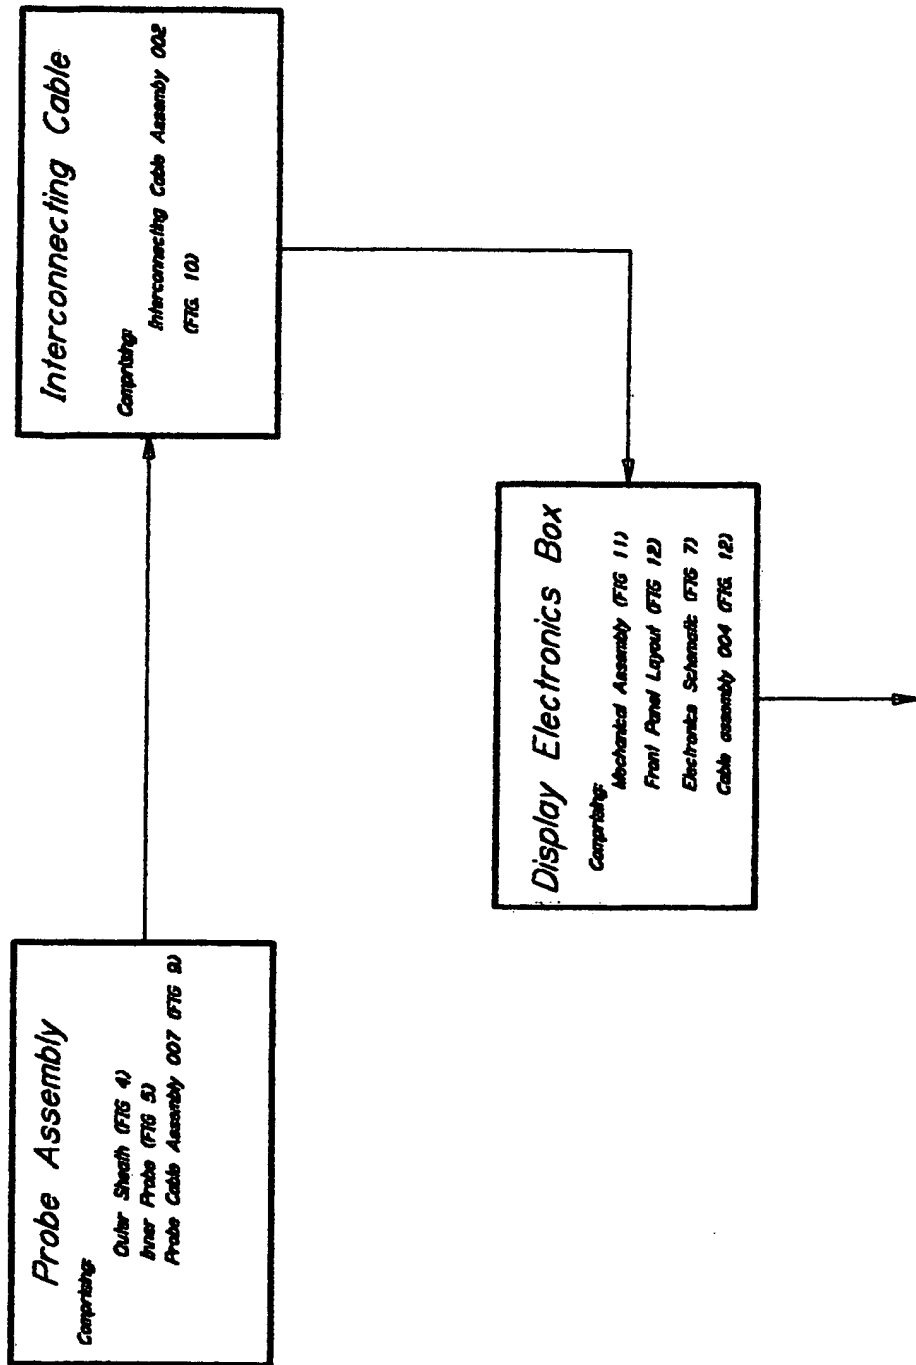 Probe Assembly
Comprising:
Outer Sheath (FIG 4)
Inner Probe (FIG 5)
Probe Cable Assembly 007 (FIG 9)
Interconnecting Cable
Comprising:
Interconnecting Cable Assemby 002
(FIG. 10)
Display Electronics Box
Comprising:
Mechanical Assembly (FIG 11)
Front Panel Layout (FIG 12)
Electronics Schematic (FIG 7)
Cable assembly 004 (FIG. 12)